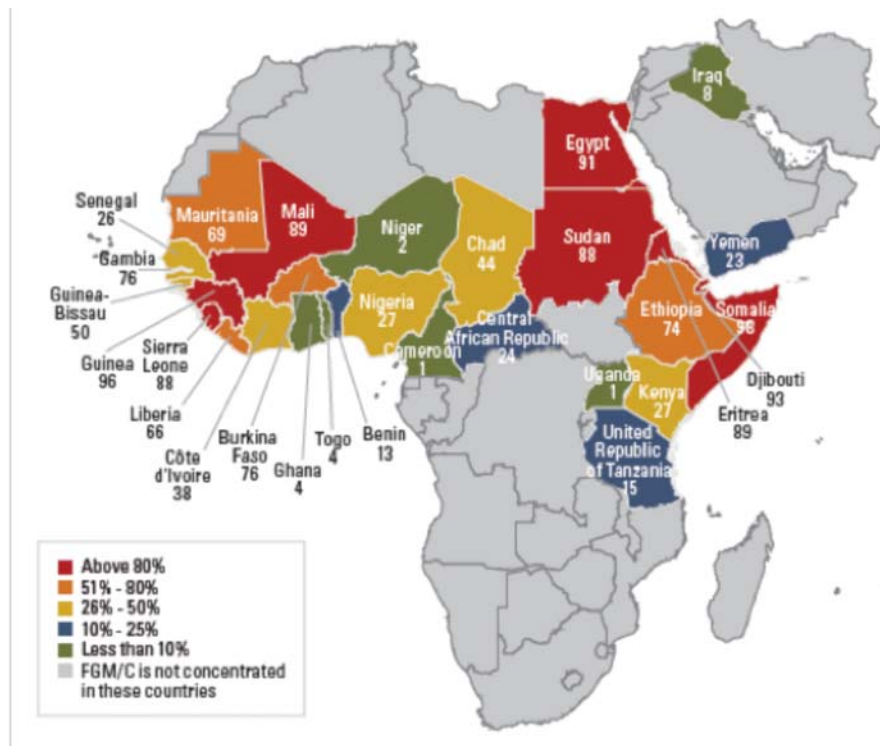 Iraq
8
Egypt
91
Senegal
26
Mauritania
69
Mali
89
Niger
2
Chad
44
Sudan
88
Yemen
23
Gambia
76
Guinea-
Bissau
50
Nigeria
27
Ethiopia
74
Somalia
98
Guinea
96
Sierra
Leone
88
Central
African Republic
24
Cameroon
1
Uganda
1
Kenya
27
Djibouti
93
Eritrea
89
Liberia
66
Côte
d'Ivoire
38
Burkina
Faso
76
Ghana
4
Togo
4
Benin
13
United
Republic
of Tanzania
15
Above 80%
51% - 80%
26% - 50%
10% - 25%
Less than 10%
FGM/C is not concentrated
in these countries